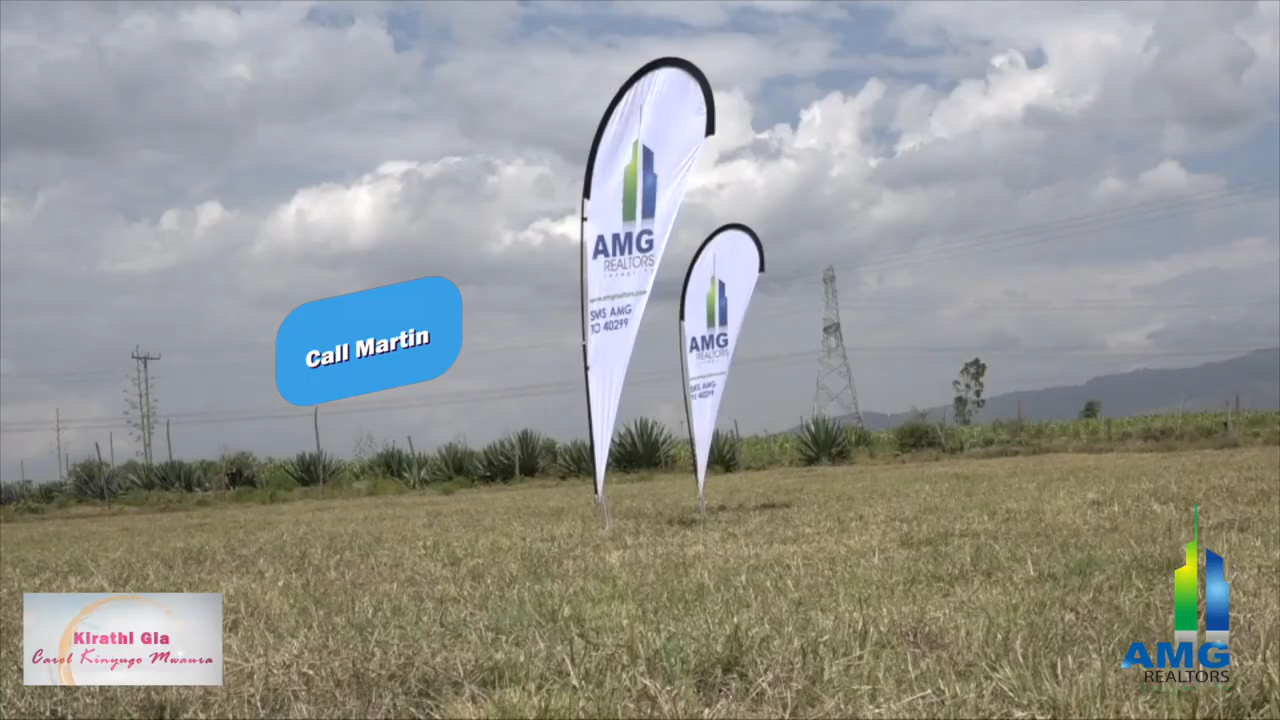 AMG
REALTORS
SMS AMG
TO 40299
AMG
REALTORS
SMS AMG
TO 40299
Call Martin
Kirathi Gia
Carol Kinyugo Mwaura
AMG
REALTORS